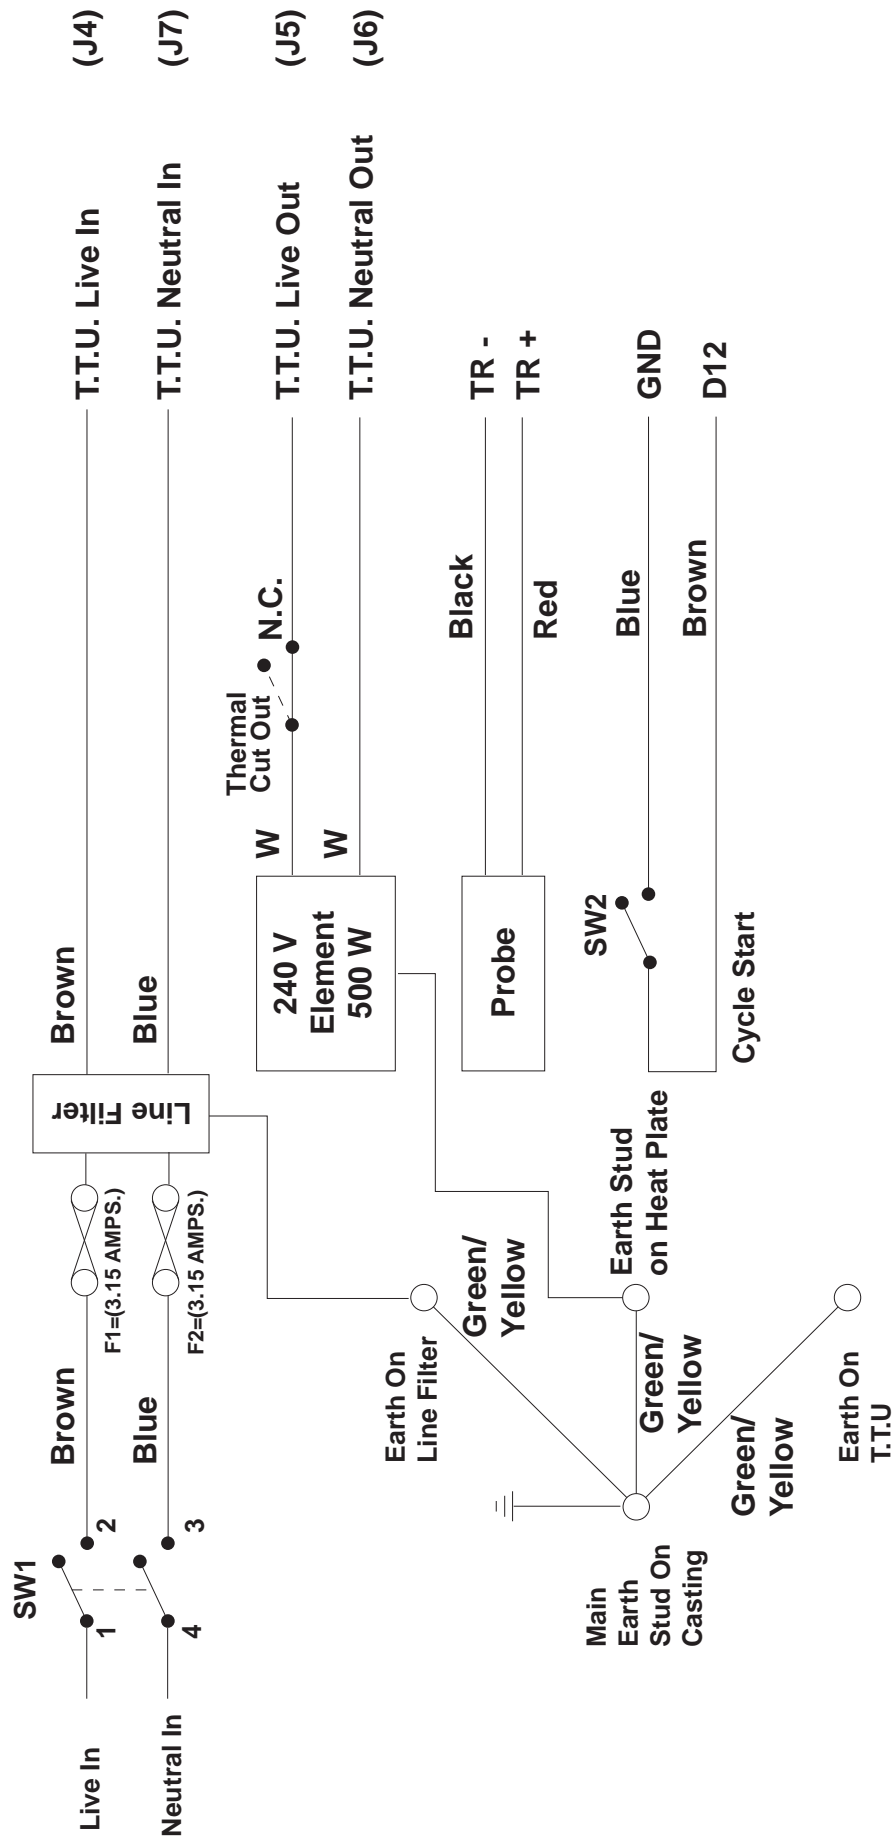 SW1
Live In
1
2
Brown
F1=(3.15 AMPS.)
Line Filter
Brown
T.T.U. Live In
(J4)
Neutral In
4
3
Blue
F2=(3.15 AMPS.)
Blue
T.T.U. Neutral In
(J7)
240 V
Element
500 W
W
W
Thermal
Cut Out
N.C.
T.T.U. Live Out
(J5)
T.T.U. Neutral Out
(J6)
Probe
Black
TR -
Red
TR +
SW2
Blue
GND
Brown
D12
Cycle Start
Earth On
Line Filter
Green/
Yellow
Earth Stud
on Heat Plate
Green/
Yellow
Main
Earth
Stud On
Casting
Green/
Yellow
Earth On
T.T.U